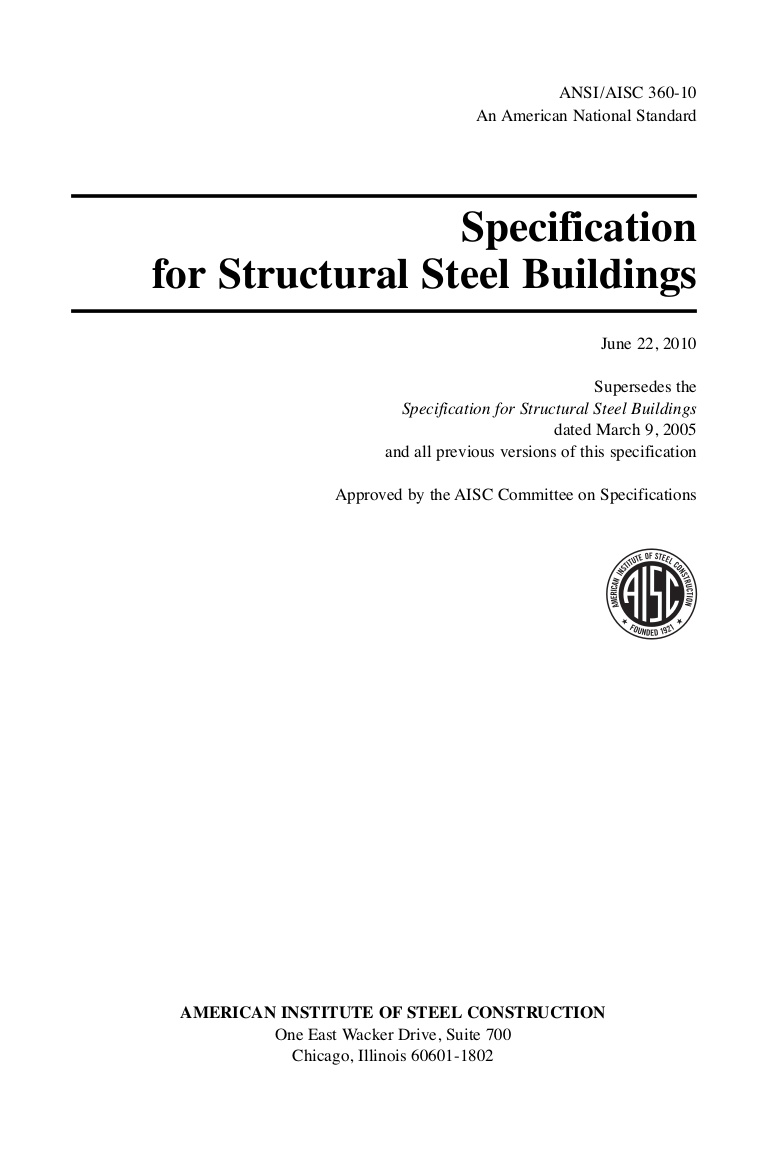 ANSI/AISC 360-10
An American National Standard
Specification
for Structural Steel Buildings
June 22, 2010
Supersedes the
Specification for Structural Steel Buildings
dated March 9, 2005
and all previous versions of this specification
Approved by the AISC Committee on Specifications
AMERICAN INSTITUTE OF STEEL CONSTRUCTION
AISC
FOUNDED 1921
AMERICAN INSTITUTE OF STEEL CONSTRUCTION
One East Wacker Drive, Suite 700
Chicago, Illinois 60601-1802